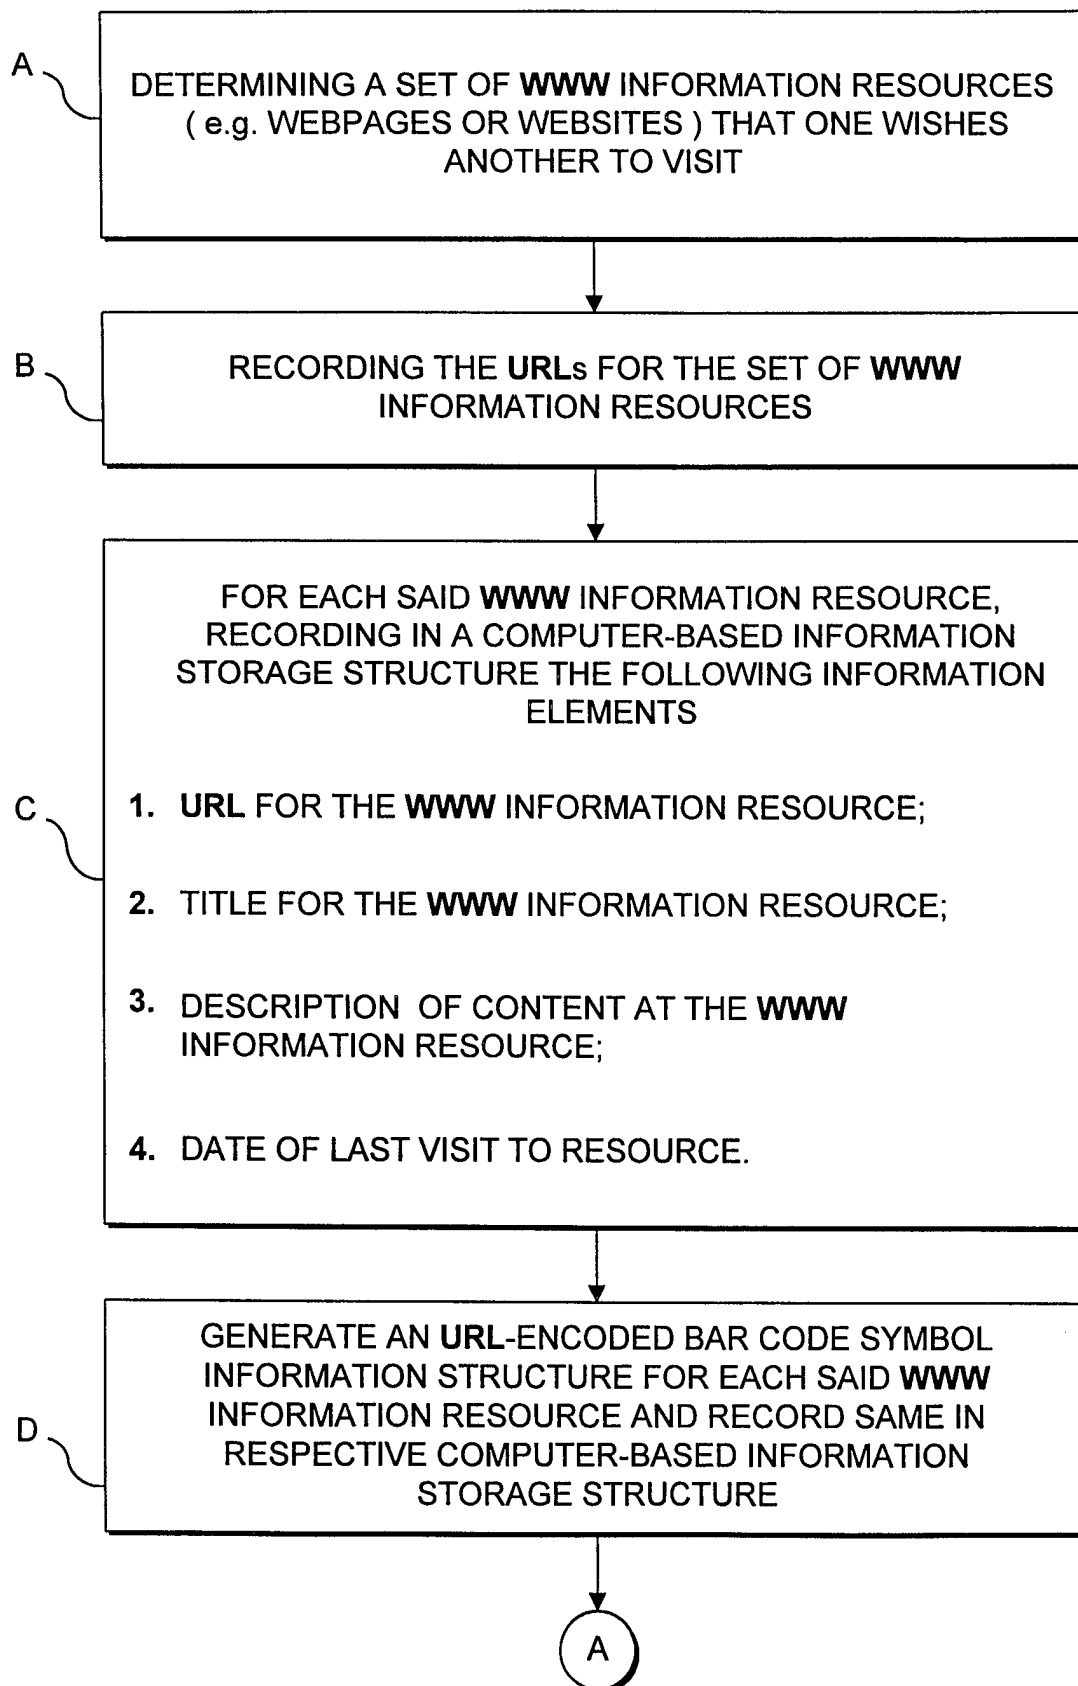 A
DETERMINING A SET OF WWW INFORMATION RESOURCES
( e.g. WEBPAGES OR WEBSITES ) THAT ONE WISHES
ANOTHER TO VISIT
B
RECORDING THE URLs FOR THE SET OF WWW
INFORMATION RESOURCES
C
FOR EACH SAID WWW INFORMATION RESOURCE,
RECORDING IN A COMPUTER-BASED INFORMATION
STORAGE STRUCTURE THE FOLLOWING INFORMATION
ELEMENTS
1. URL FOR THE WWW INFORMATION RESOURCE;
2. TITLE FOR THE WWW INFORMATION RESOURCE;
3. DESCRIPTION OF CONTENT AT THE WWW
INFORMATION RESOURCE;
4. DATE OF LAST VISIT TO RESOURCE.
D
GENERATE AN URL-ENCODED BAR CODE SYMBOL
INFORMATION STRUCTURE FOR EACH SAID WWW
INFORMATION RESOURCE AND RECORD SAME IN
RESPECTIVE COMPUTER-BASED INFORMATION
STORAGE STRUCTURE
A